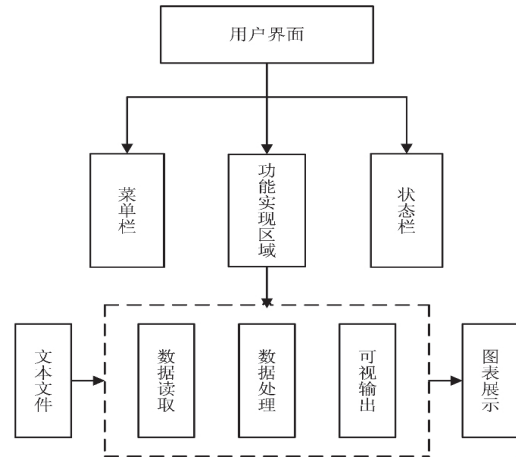 用户界面
菜单栏
功能实现区域
状态栏
文本文件
数据读取
数据处理
可视输出
图表展示